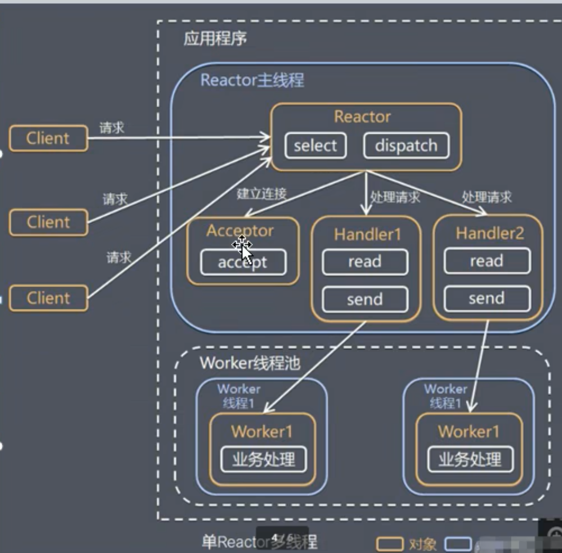 应用程序
Reactor主线程
Reactor
select
dispatch
Client
请求
Client
请求
Client
请求
建立连接
处理请求
处理请求
Acceptor
accept
Handler1
read
send
Handler2
read
send
Worker线程池
Worker
线程1
Worker1
业务处理
Worker
线程1
Worker1
业务处理
单Reactor多线程
4/6
对象